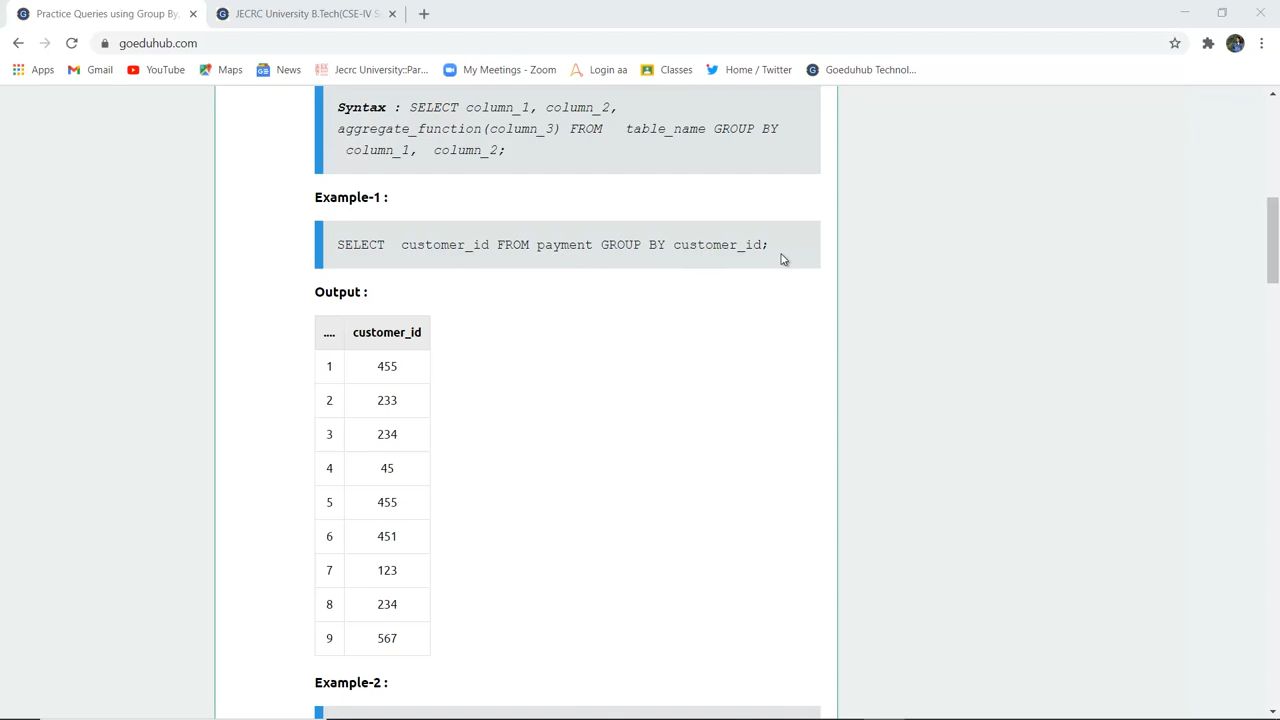 Practice Queries using Group By, JECRC University B.Tech(CSE-IV S
goeduhub.com
Apps Gmail YouTube Maps News Jecrc University::Par... My Meetings - Zoom Login aa Classes Home / Twitter Goeduhub Technol...
Syntax : SELECT column_1, column_2,
aggregate_function(column_3) FROM table_name GROUP BY
column_1, column_2;
Example-1 :
SELECT customer_id FROM payment GROUP BY customer_id;
Output :
.... customer_id
1 455
2 233
3 234
4 45
5 455
6 451
7 123
8 234
9 567
Example-2 :